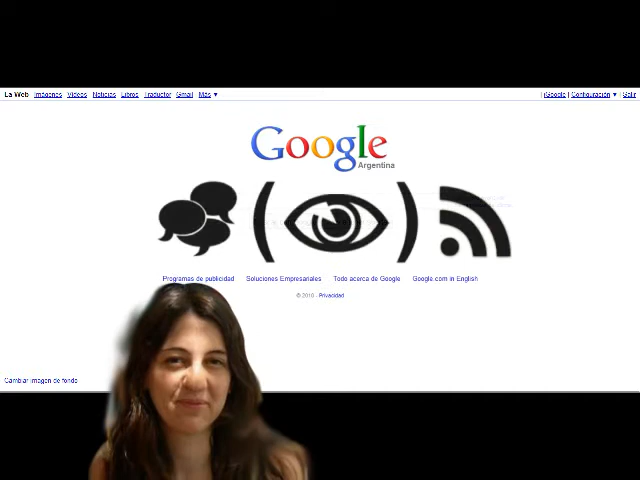 La Web Imágenes Videos Noticias Libros Traductor Gmail Más ▼ | iGoogle | Configuración ▼ | Salir
Google
Argentina
Programas de publicidad Soluciones Empresariales Todo acerca de Google Google.com in English
© 2010 - Privacidad
Cambiar imagen de fondo